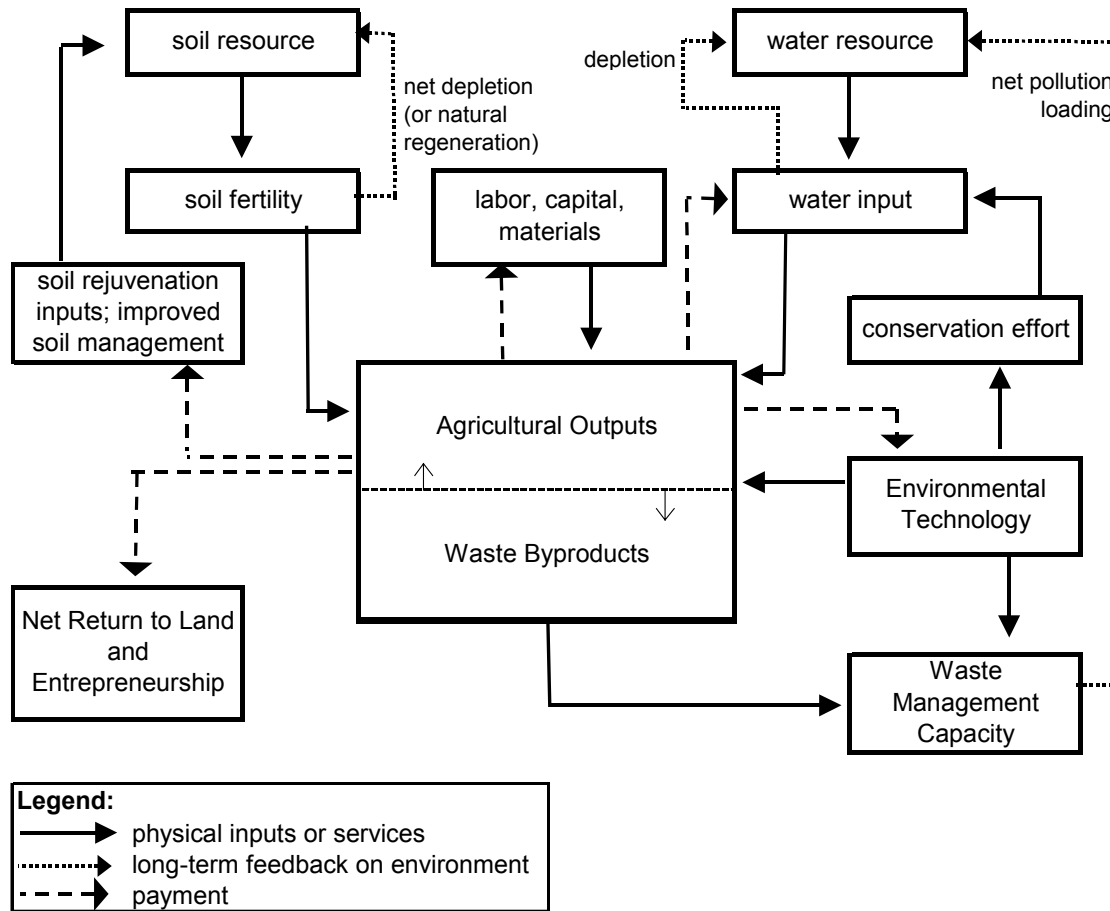 soil resource
water resource
depletion
net depletion
(or natural
regeneration)
net pollution
loading
soil fertility
labor, capital,
materials
water input
soil rejuvenation
inputs; improved
soil management
conservation effort
Agricultural Outputs
Environmental
Technology
Waste Byproducts
Net Return to Land
and
Entrepreneurship
Waste
Management
Capacity
Legend:
physical inputs or services
long-term feedback on environment
payment